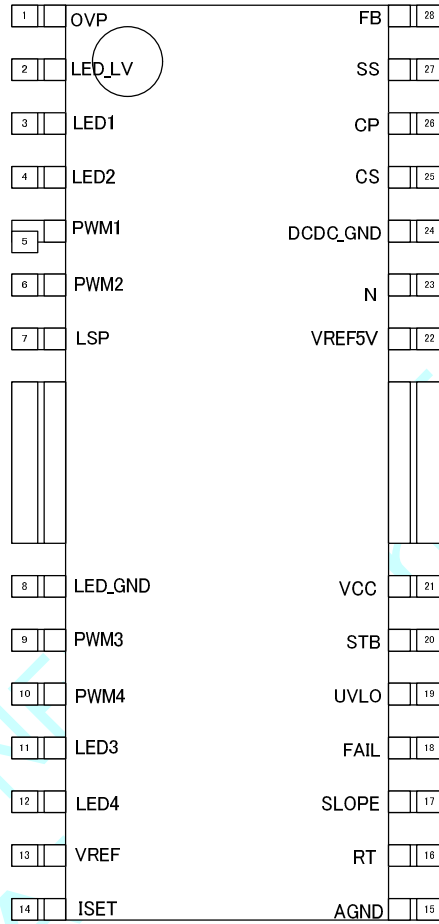 1 OVP FB 28
2 LED_LV SS 27
3 LED1 CP 26
4 LED2 CS 25
5 PWM1 DCDC_GND 24
6 PWM2 N 23
7 LSP VREF5V 22
8 LED_GND VCC 21
9 PWM3 STB 20
10 PWM4 UVLO 19
11 LED3 FAIL 18
12 LED4 SLOPE 17
13 VREF RT 16
14 ISET AGND 15